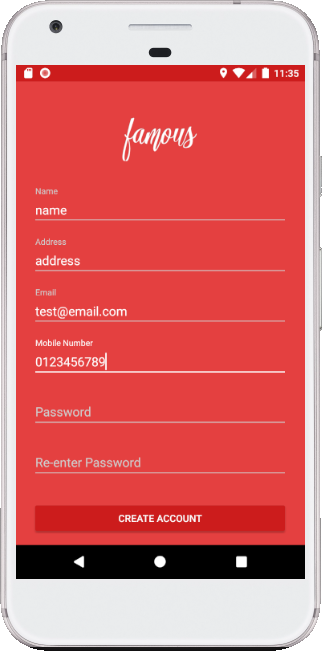 11:35
famous
Name
name
Address
address
Email
test@email.com
Mobile Number
0123456789
Password
Re-enter Password
CREATE ACCOUNT